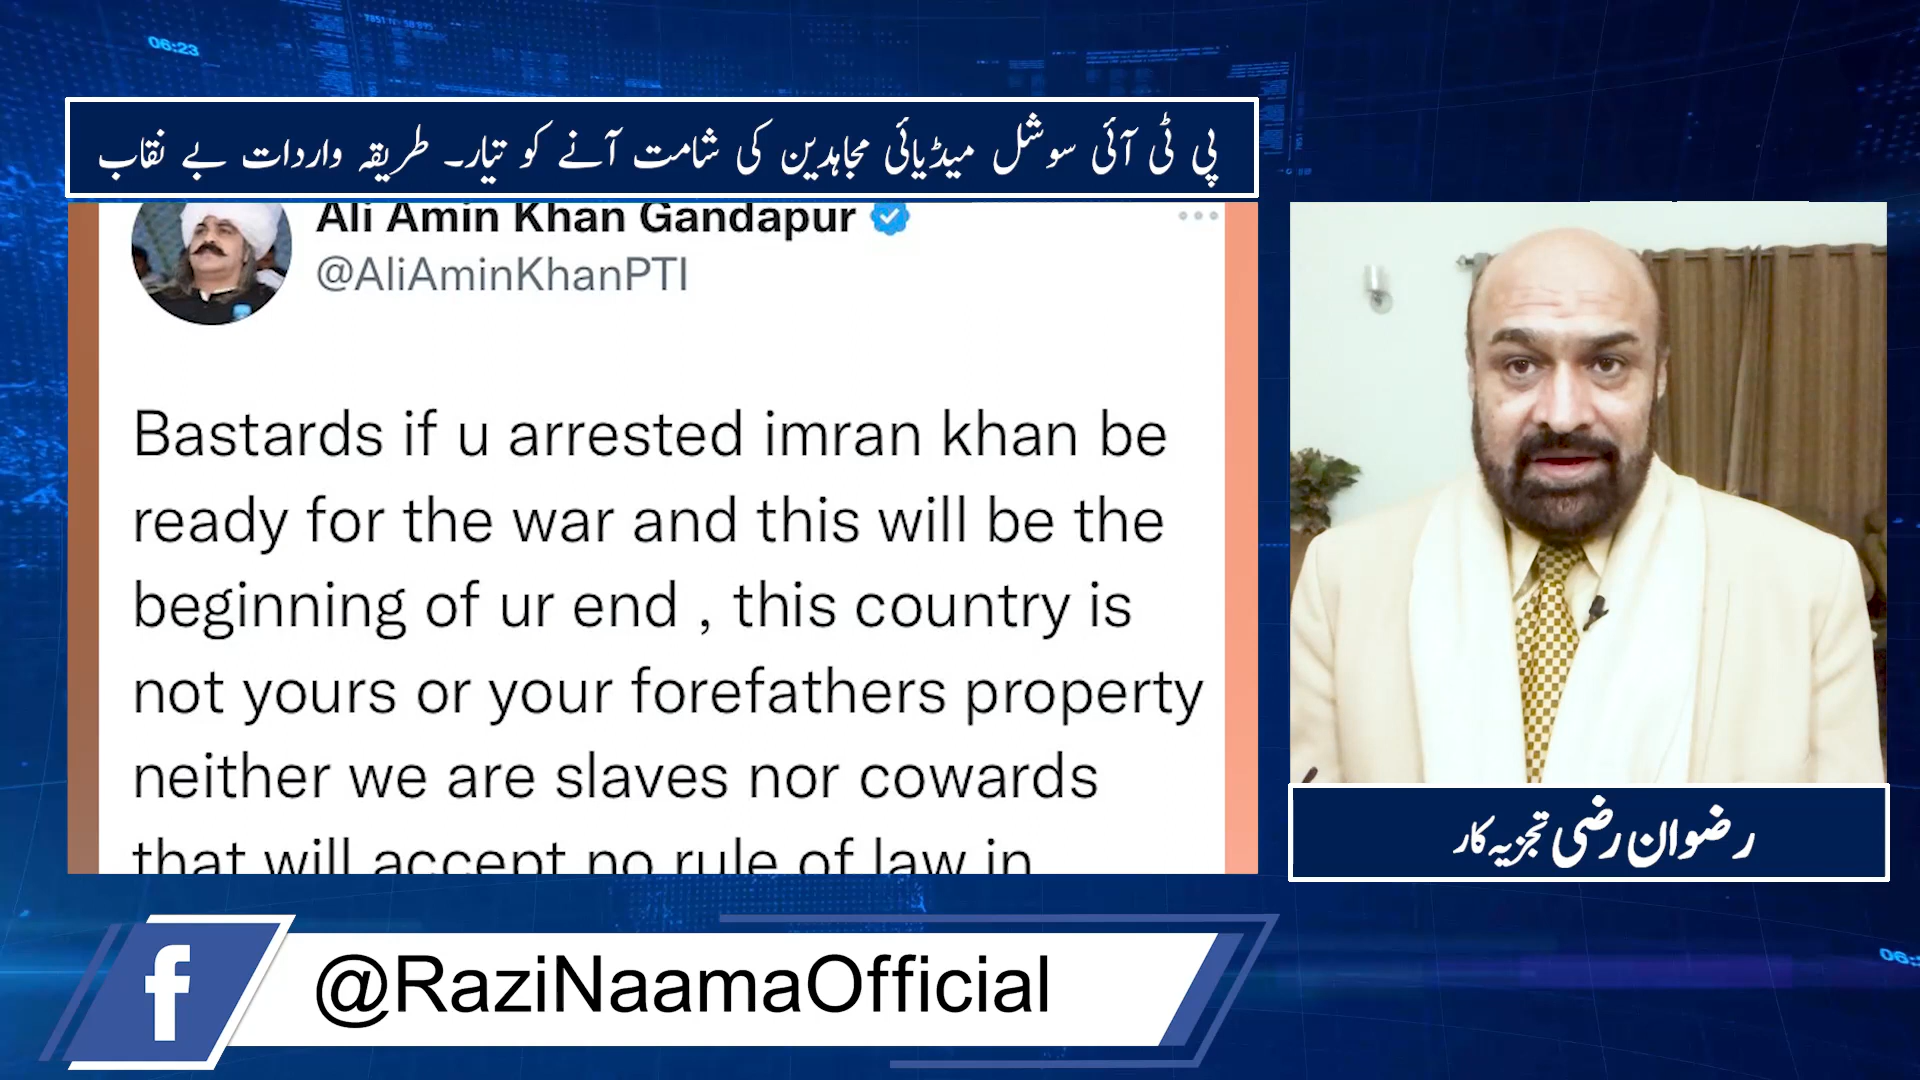 06:23
پی ٹی آئی سوشل میڈیائی مجاہدین کی شامت آنے کو تیار۔ طریقہ واردات بے نقاب
Ali Amin Khan Gandapur
@AliAminKhanPTI
Bastards if u arrested imran khan be
ready for the war and this will be the
beginning of ur end , this country is
not yours or your forefathers property
neither we are slaves nor cowards
that will accept no rule of law in
رضوان رضی تجزیہ کار
f
@RaziNaamaOfficial